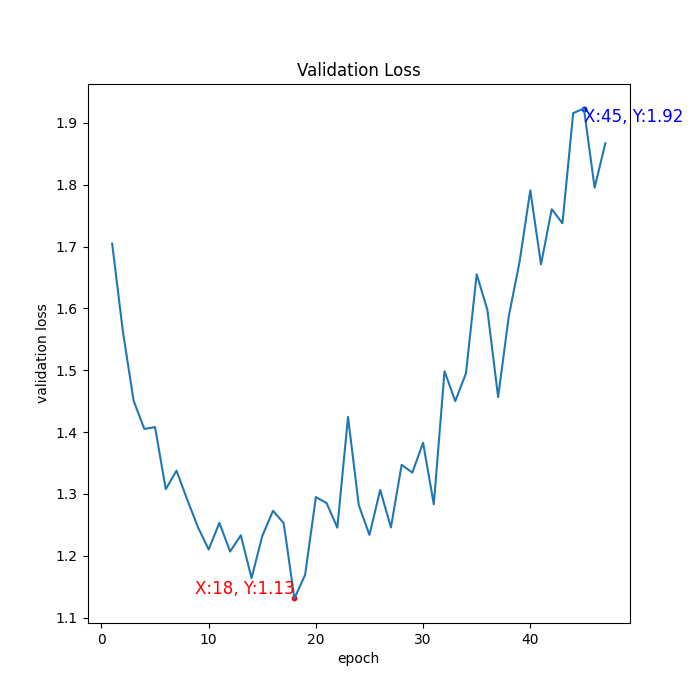 Validation Loss
1.9
1.8
1.7
1.6
1.5
1.4
1.3
1.2
1.1
validation loss
X:45, Y:1.92
X:18, Y:1.13
0 10 20 30 40
epoch